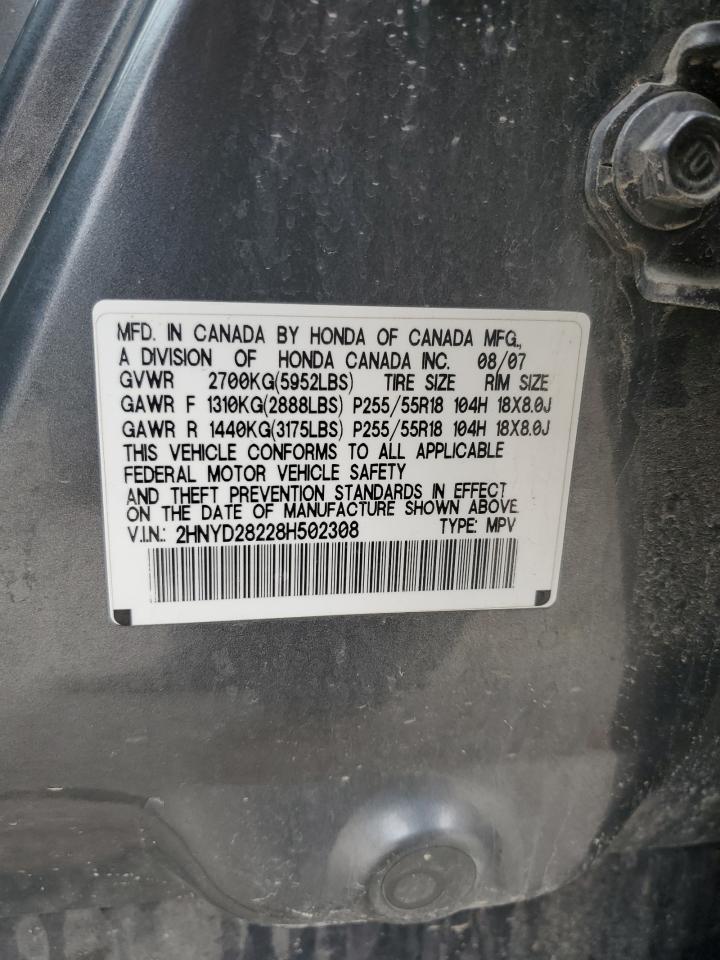 MFD. IN CANADA BY HONDA OF CANADA MFG.,
A DIVISION OF HONDA CANADA INC. 08/07
GVWR 2700KG(5952LBS) TIRE SIZE RIM SIZE
GAWR F 1310KG(2888LBS) P255/55R18 104H 18X8.0J
GAWR R 1440KG(3175LBS) P255/55R18 104H 18X8.0J
THIS VEHICLE CONFORMS TO ALL APPLICABLE
FEDERAL MOTOR VEHICLE SAFETY
AND THEFT PREVENTION STANDARDS IN EFFECT
ON THE DATE OF MANUFACTURE SHOWN ABOVE.
V.I.N.: 2HNYD28228H502308 TYPE: MPV